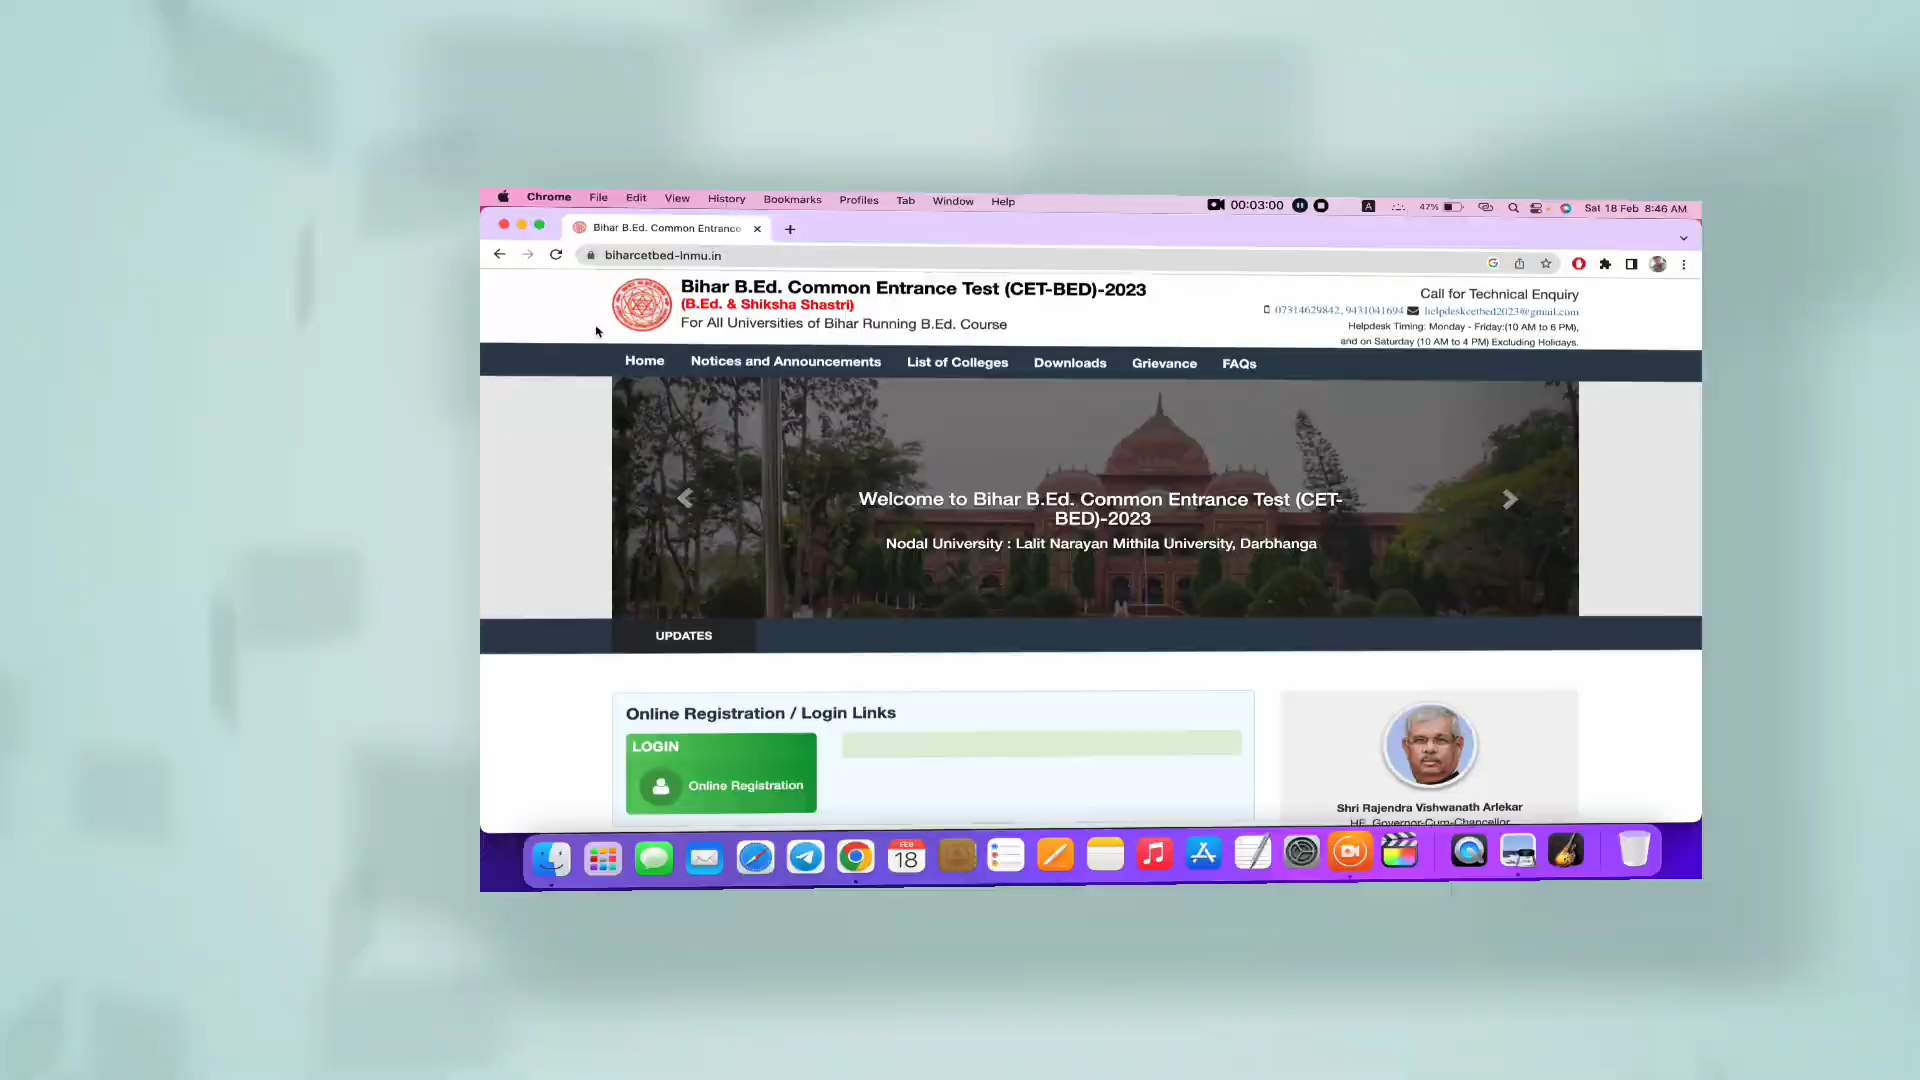 Chrome File Edit View History Bookmarks Profiles Tab Window Help 00:03:00 A 47% Sat 18 Feb 8:46 AM
Bihar B.Ed. Common Entrance
biharcetbed-lnmu.in
Bihar B.Ed. Common Entrance Test (CET-BED)-2023
(B.Ed. & Shiksha Shastri)
For All Universities of Bihar Running B.Ed. Course
Call for Technical Enquiry
07314629842, 9431041694 helpdeskcetbed2023@gmail.com
Helpdesk Timing: Monday - Friday:(10 AM to 6 PM),
and on Saturday (10 AM to 4 PM) Excluding Holidays.
Home Notices and Announcements List of Colleges Downloads Grievance FAQs
Welcome to Bihar B.Ed. Common Entrance Test (CET-
BED)-2023
Nodal University : Lalit Narayan Mithila University, Darbhanga
UPDATES
Online Registration / Login Links
LOGIN
Online Registration
Shri Rajendra Vishwanath Arlekar
HE. Governor-Cum-Chancellor
FEB
18